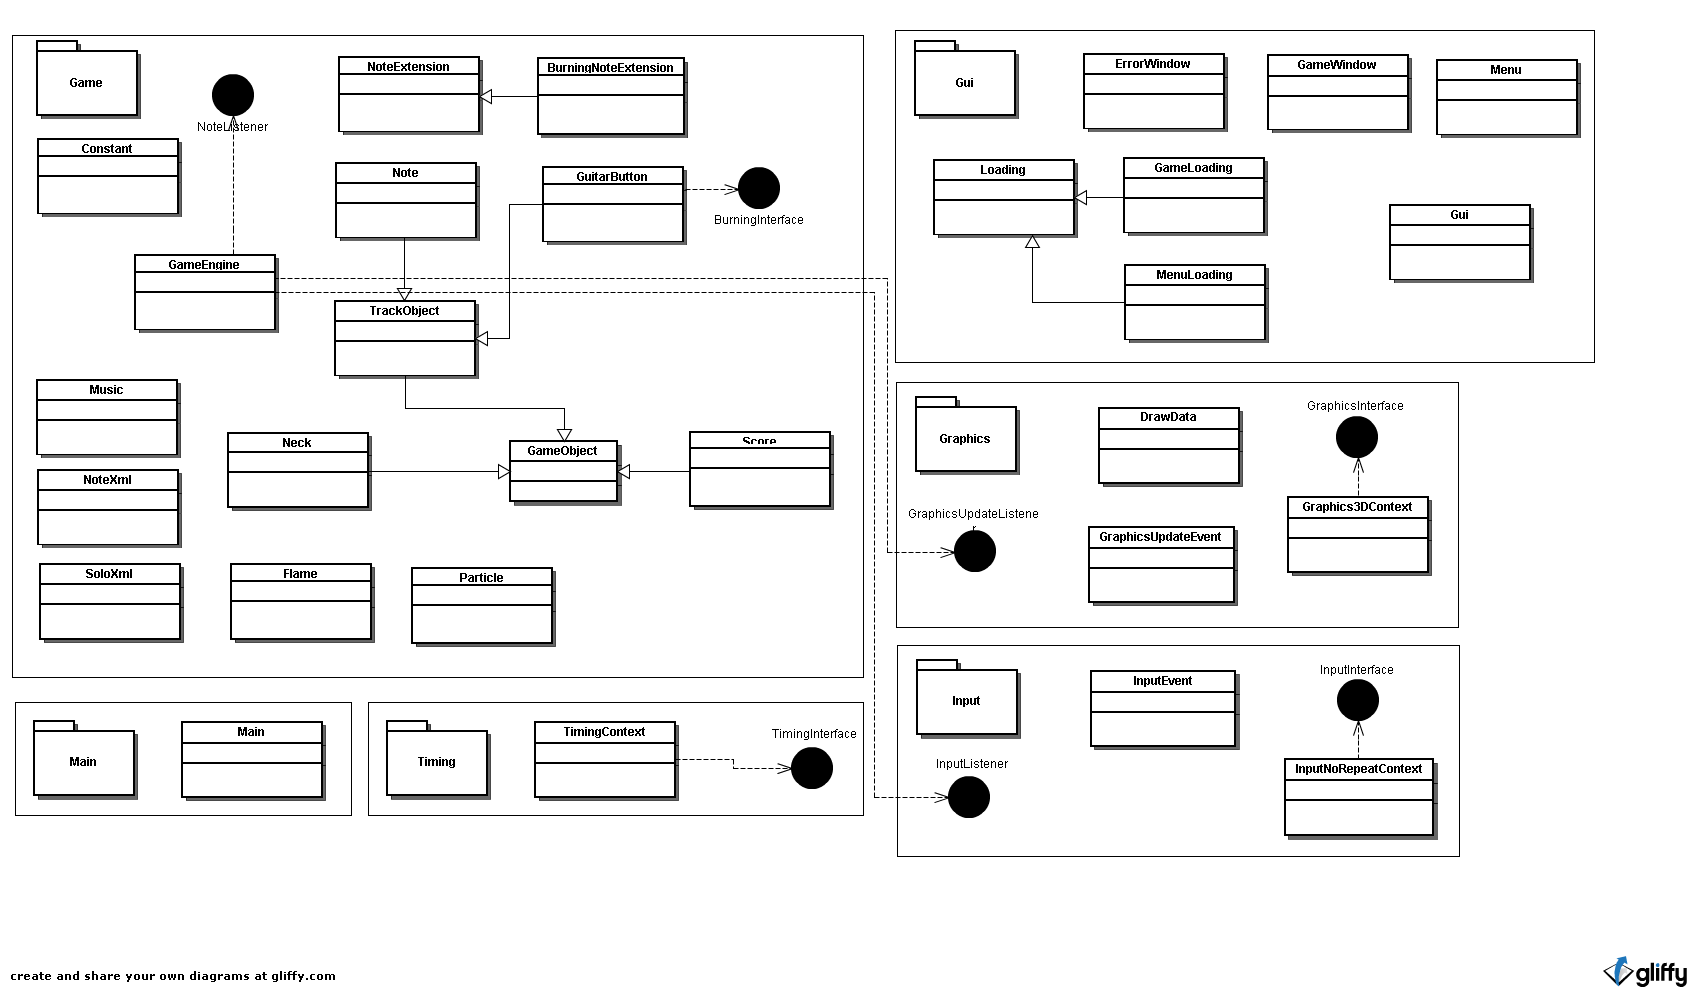 Game
NoteListener
NoteExtension
BurningNoteExtension
Constant
Note
GuitarButton
BurningInterface
GameEngine
TrackObject
Music
Neck
GameObject
Score
NoteXml
SoloXml
Flame
Particle
Main
Main
Timing
TimingContext
TimingInterface
Gui
ErrorWindow
GameWindow
Menu
Loading
GameLoading
Gui
MenuLoading
Graphics
DrawData
GraphicsInterface
GraphicsUpdateListene
r
GraphicsUpdateEvent
Graphics3DContext
Input
InputEvent
InputInterface
InputListener
InputNoRepeatContext
create and share your own diagrams at gliffy.com
gliffy